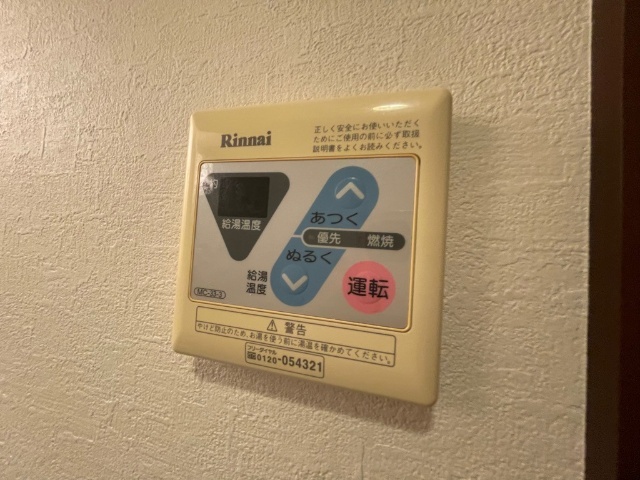 Rinnai
正しく安全にお使いいただく
ためにご使用の前に必ず取扱
説明書をよくお読みください。
給湯温度
あつく
優先 燃焼
ぬるく
給湯
温度
運転
MC-33-3
警告
やけど防止のため、お湯を使う前に湯温を確かめてください。
フリーダイヤル
0120-054321